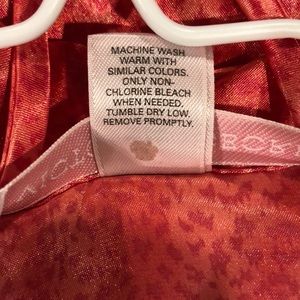 MACHINE WASH
WARM WITH
SIMILAR COLORS.
ONLY NON-
CHLORINE BLEACH
WHEN NEEDED.
TUMBLE DRY LOW.
REMOVE PROMPTLY.